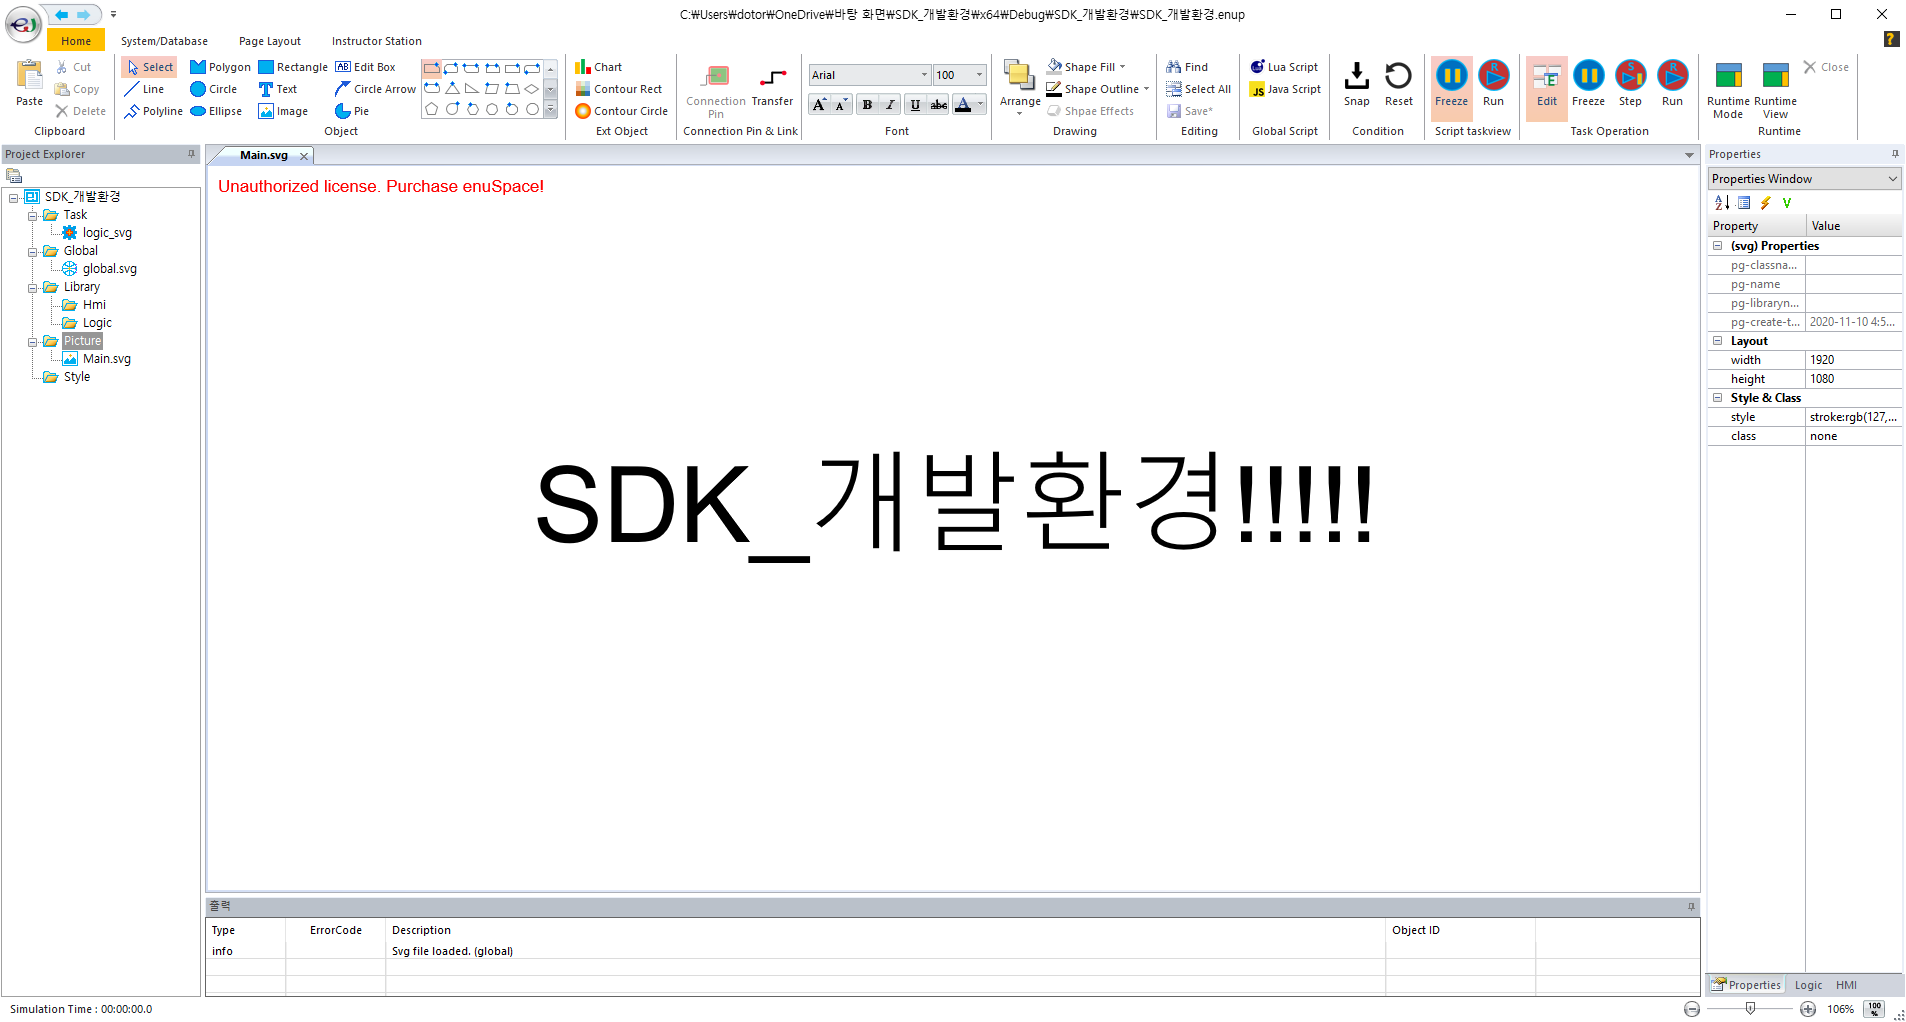 C:₩Users₩dotor₩OneDrive₩바탕 화면₩SDK_개발환경₩x64₩Debug₩SDK_개발환경₩SDK_개발환경.enup
Home System/Database Page Layout Instructor Station
Paste
Cut
Copy
Delete
Clipboard
Select Polygon Rectangle Edit Box
Line Circle Text Circle Arrow
Polyline Ellipse Image Pie
Object
Chart
Contour Rect
Contour Circle
Ext Object
Connection Pin
Transfer
Connection Pin & Link
Arial 100
Font
Arrange
Shape Fill
Shape Outline
Shpae Effects
Drawing
Find
Select All
Save*
Editing
Lua Script
Java Script
Global Script
Snap Reset
Condition
Freeze Run
Script taskview
Edit Freeze Step Run
Task Operation
Runtime Mode
Runtime View
Close
Runtime
Project Explorer
SDK_개발환경
Task
logic_svg
Global
global.svg
Library
Hmi
Logic
Picture
Main.svg
Style
Main.svg
Unauthorized license. Purchase enuSpace!
SDK_개발환경!!!!!
출력
Type ErrorCode Description Object ID
info Svg file loaded. (global)
Properties
Properties Window
Property Value
(svg) Properties
pg-classna...
pg-name
pg-libraryn...
pg-create-t... 2020-11-10 4:5...
Layout
width 1920
height 1080
Style & Class
style stroke:rgb(127,...
class none
Properties Logic HMI
Simulation Time : 00:00:00.0
106%
100 %